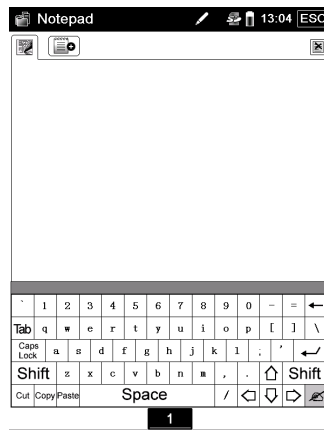 Notepad 13:04 ESC
` 1 2 3 4 5 6 7 8 9 0 - =
Tab q w e r t y u i o p [ ] \
Caps Lock a s d f g h j k l ; '
Shift z x c v b n m , . Shift
Cut Copy Paste Space /
1